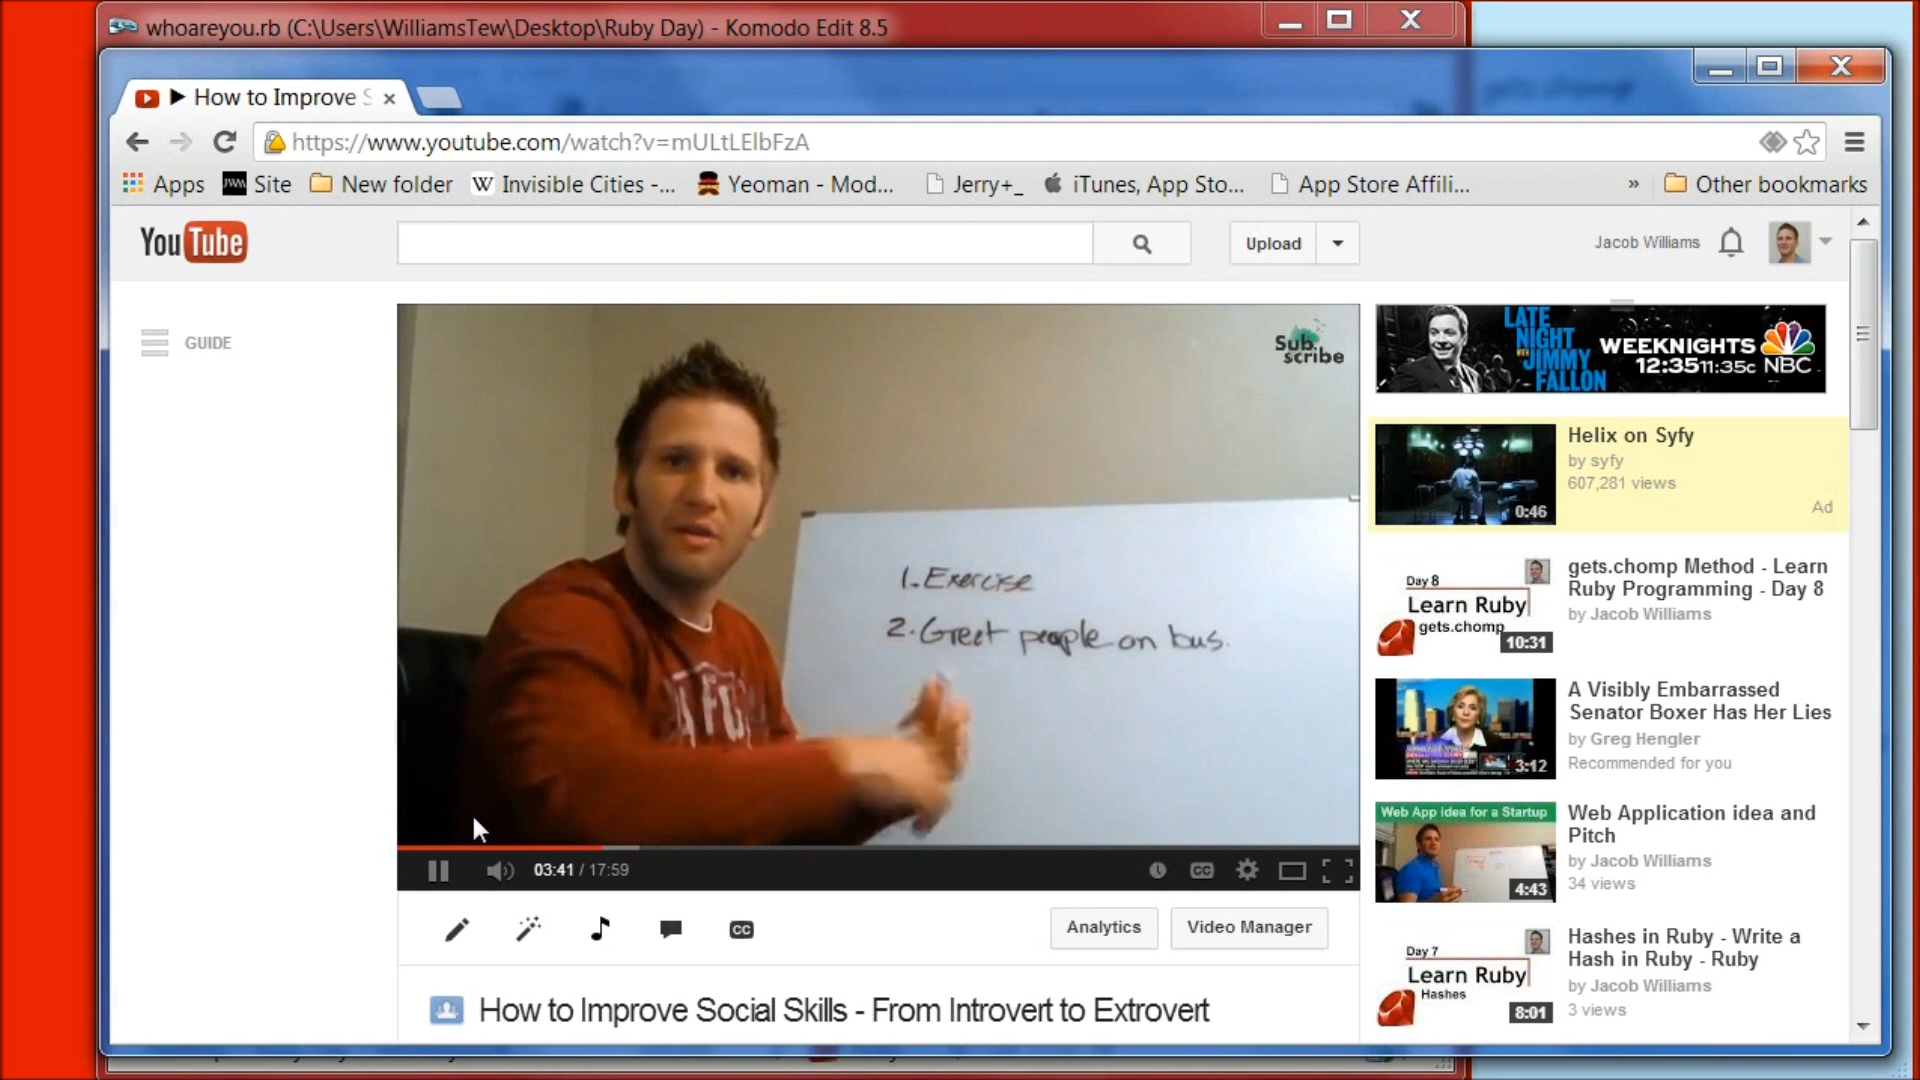 whoareyou.rb (C:\Users\WilliamsTew\Desktop\Ruby Day) - Komodo Edit 8.5
How to Improve S
https://www.youtube.com/watch?v=mULtLElbFzA
Apps
Site
New folder
W Invisible Cities -...
Yeoman - Mod...
Jerry+_
iTunes, App Sto...
App Store Affili...
»
Other bookmarks
YouTube
Upload
Jacob Williams
GUIDE
Sub
scribe
1. Exercise
2. Greet people on bus.
03:41 / 17:59
CC
CC
Analytics
Video Manager
How to Improve Social Skills - From Introvert to Extrovert
LATE
NIGHT
WITH
JIMMY
FALLON
WEEKNIGHTS
12:35 11:35c
NBC
0:46
Helix on Syfy
by syfy
607,281 views
Ad
Day 8
Learn Ruby
gets.chomp
10:31
gets.chomp Method - Learn
Ruby Programming - Day 8
by Jacob Williams
3:12
A Visibly Embarrassed
Senator Boxer Has Her Lies
by Greg Hengler
Recommended for you
Web App idea for a Startup
4:43
Web Application idea and
Pitch
by Jacob Williams
34 views
Day 7
Learn Ruby
Hashes
8:01
Hashes in Ruby - Write a
Hash in Ruby - Ruby
by Jacob Williams
3 views